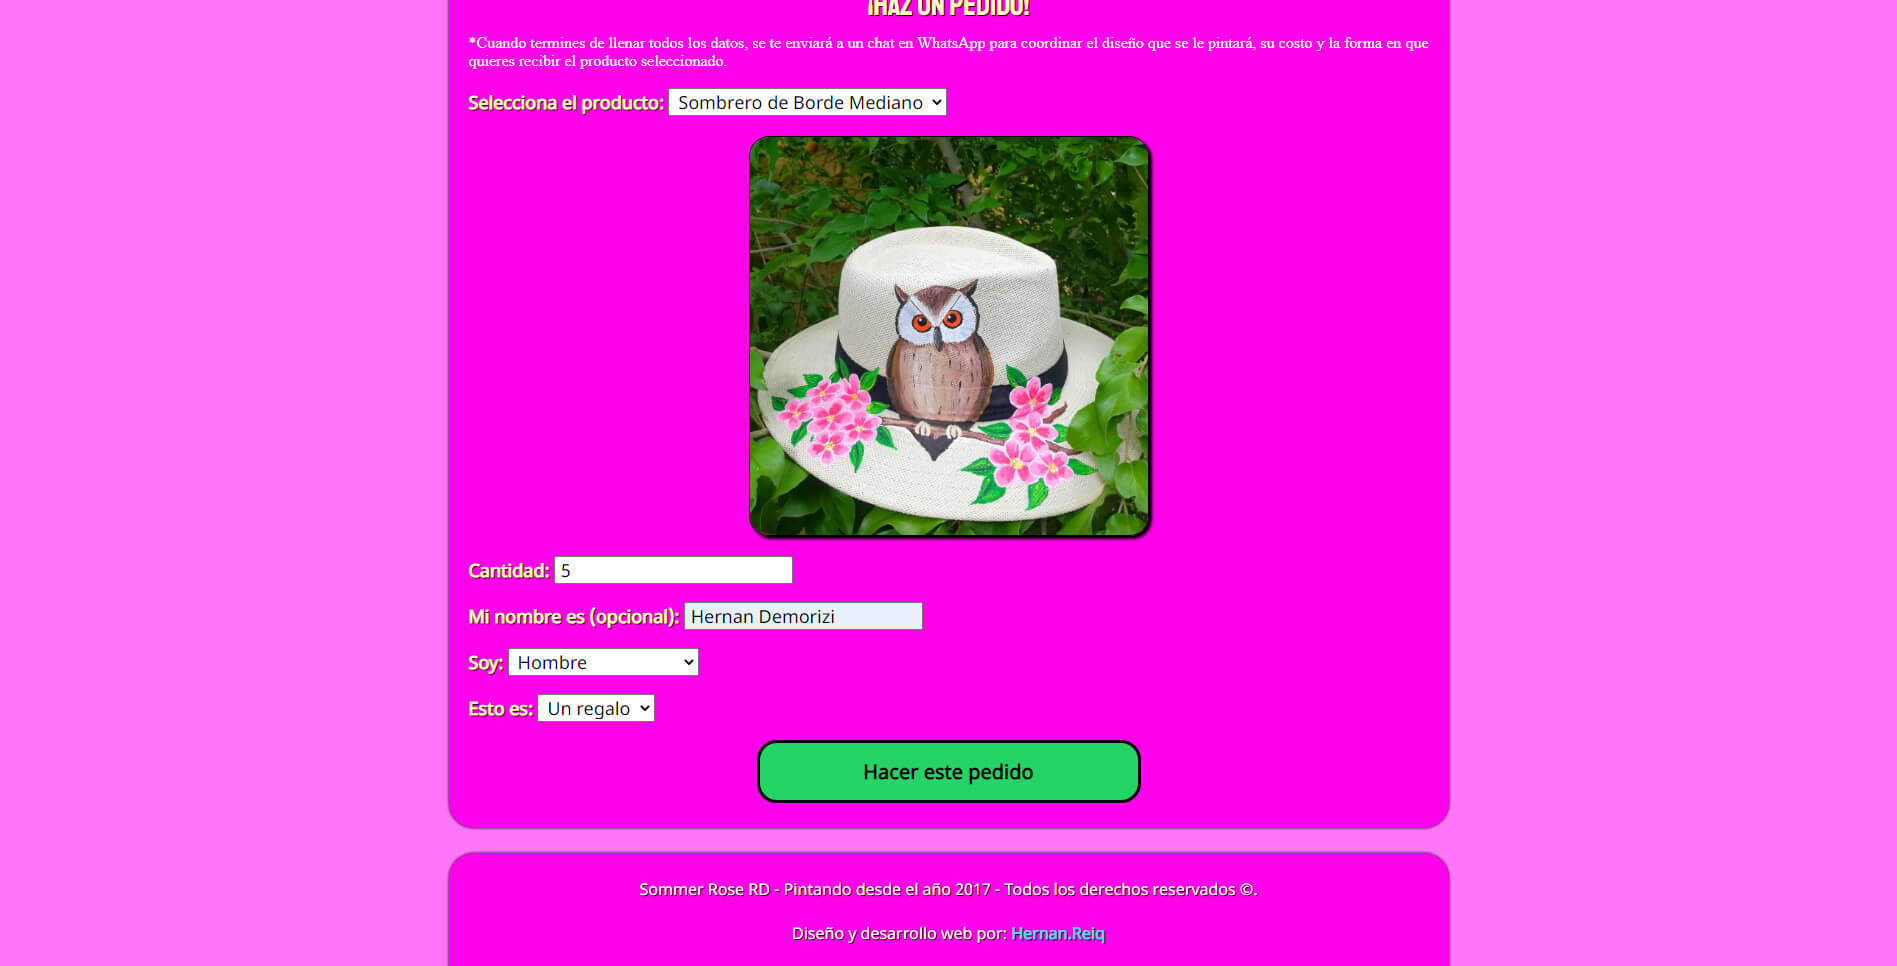 ¡HAZ UN PEDIDO!
*Cuando termines de llenar todos los datos, se te enviará a un chat en WhatsApp para coordinar el diseño que se le pintará, su costo y la forma en que
quieres recibir el producto seleccionado.
Selecciona el producto: Sombrero de Borde Mediano
Cantidad: 5
Mi nombre es (opcional): Hernan Demorizi
Soy: Hombre
Esto es: Un regalo
Hacer este pedido
Sommer Rose RD - Pintando desde el año 2017 - Todos los derechos reservados ©.
Diseño y desarrollo web por: Hernan.Reiq